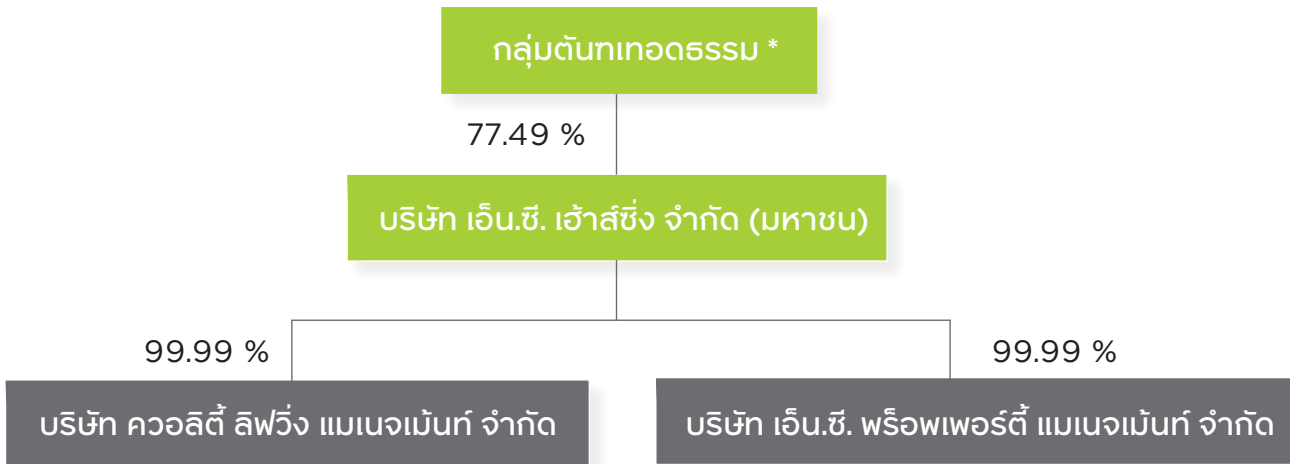 กลุ่มตันฑเทอดธรรม *
77.49 %
บริษัท เอ็น.ซี. เฮ้าส์ซิ่ง จำกัด (มหาชน)
99.99 %
99.99 %
บริษัท ควอลิตี้ ลิฟวิ่ง แมเนจเม้นท์ จำกัด
บริษัท เอ็น.ซี. พร็อพเพอร์ตี้ แมเนจเม้นท์ จำกัด